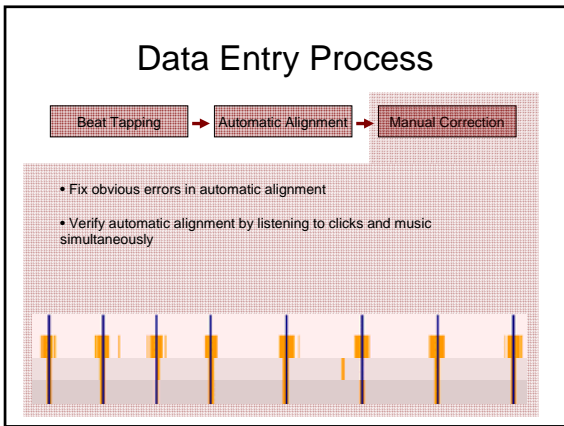 Data Entry Process
Beat Tapping
Automatic Alignment
Manual Correction
• Fix obvious errors in automatic alignment
• Verify automatic alignment by listening to clicks and music
simultaneously